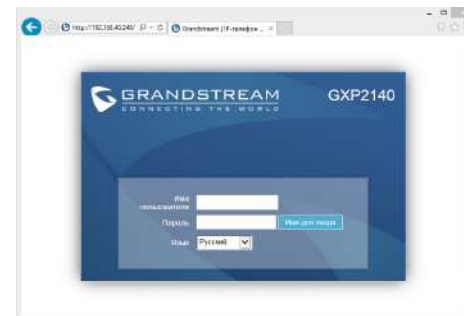 http://192.168.40.249/
Grandstream | IP-телефон ...
GRANDSTREAM
CONNECTING THE WORLD
GXP2140
Имя
пользователя
Пароль
Имя для входа
Язык
Русский